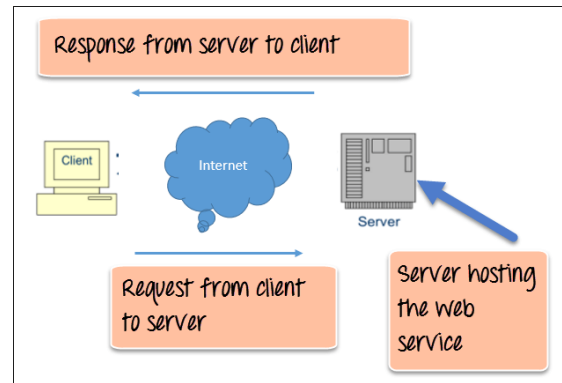 Response from server to client
Client
Internet
Server
Request from client
to server
Server hosting
the web
service